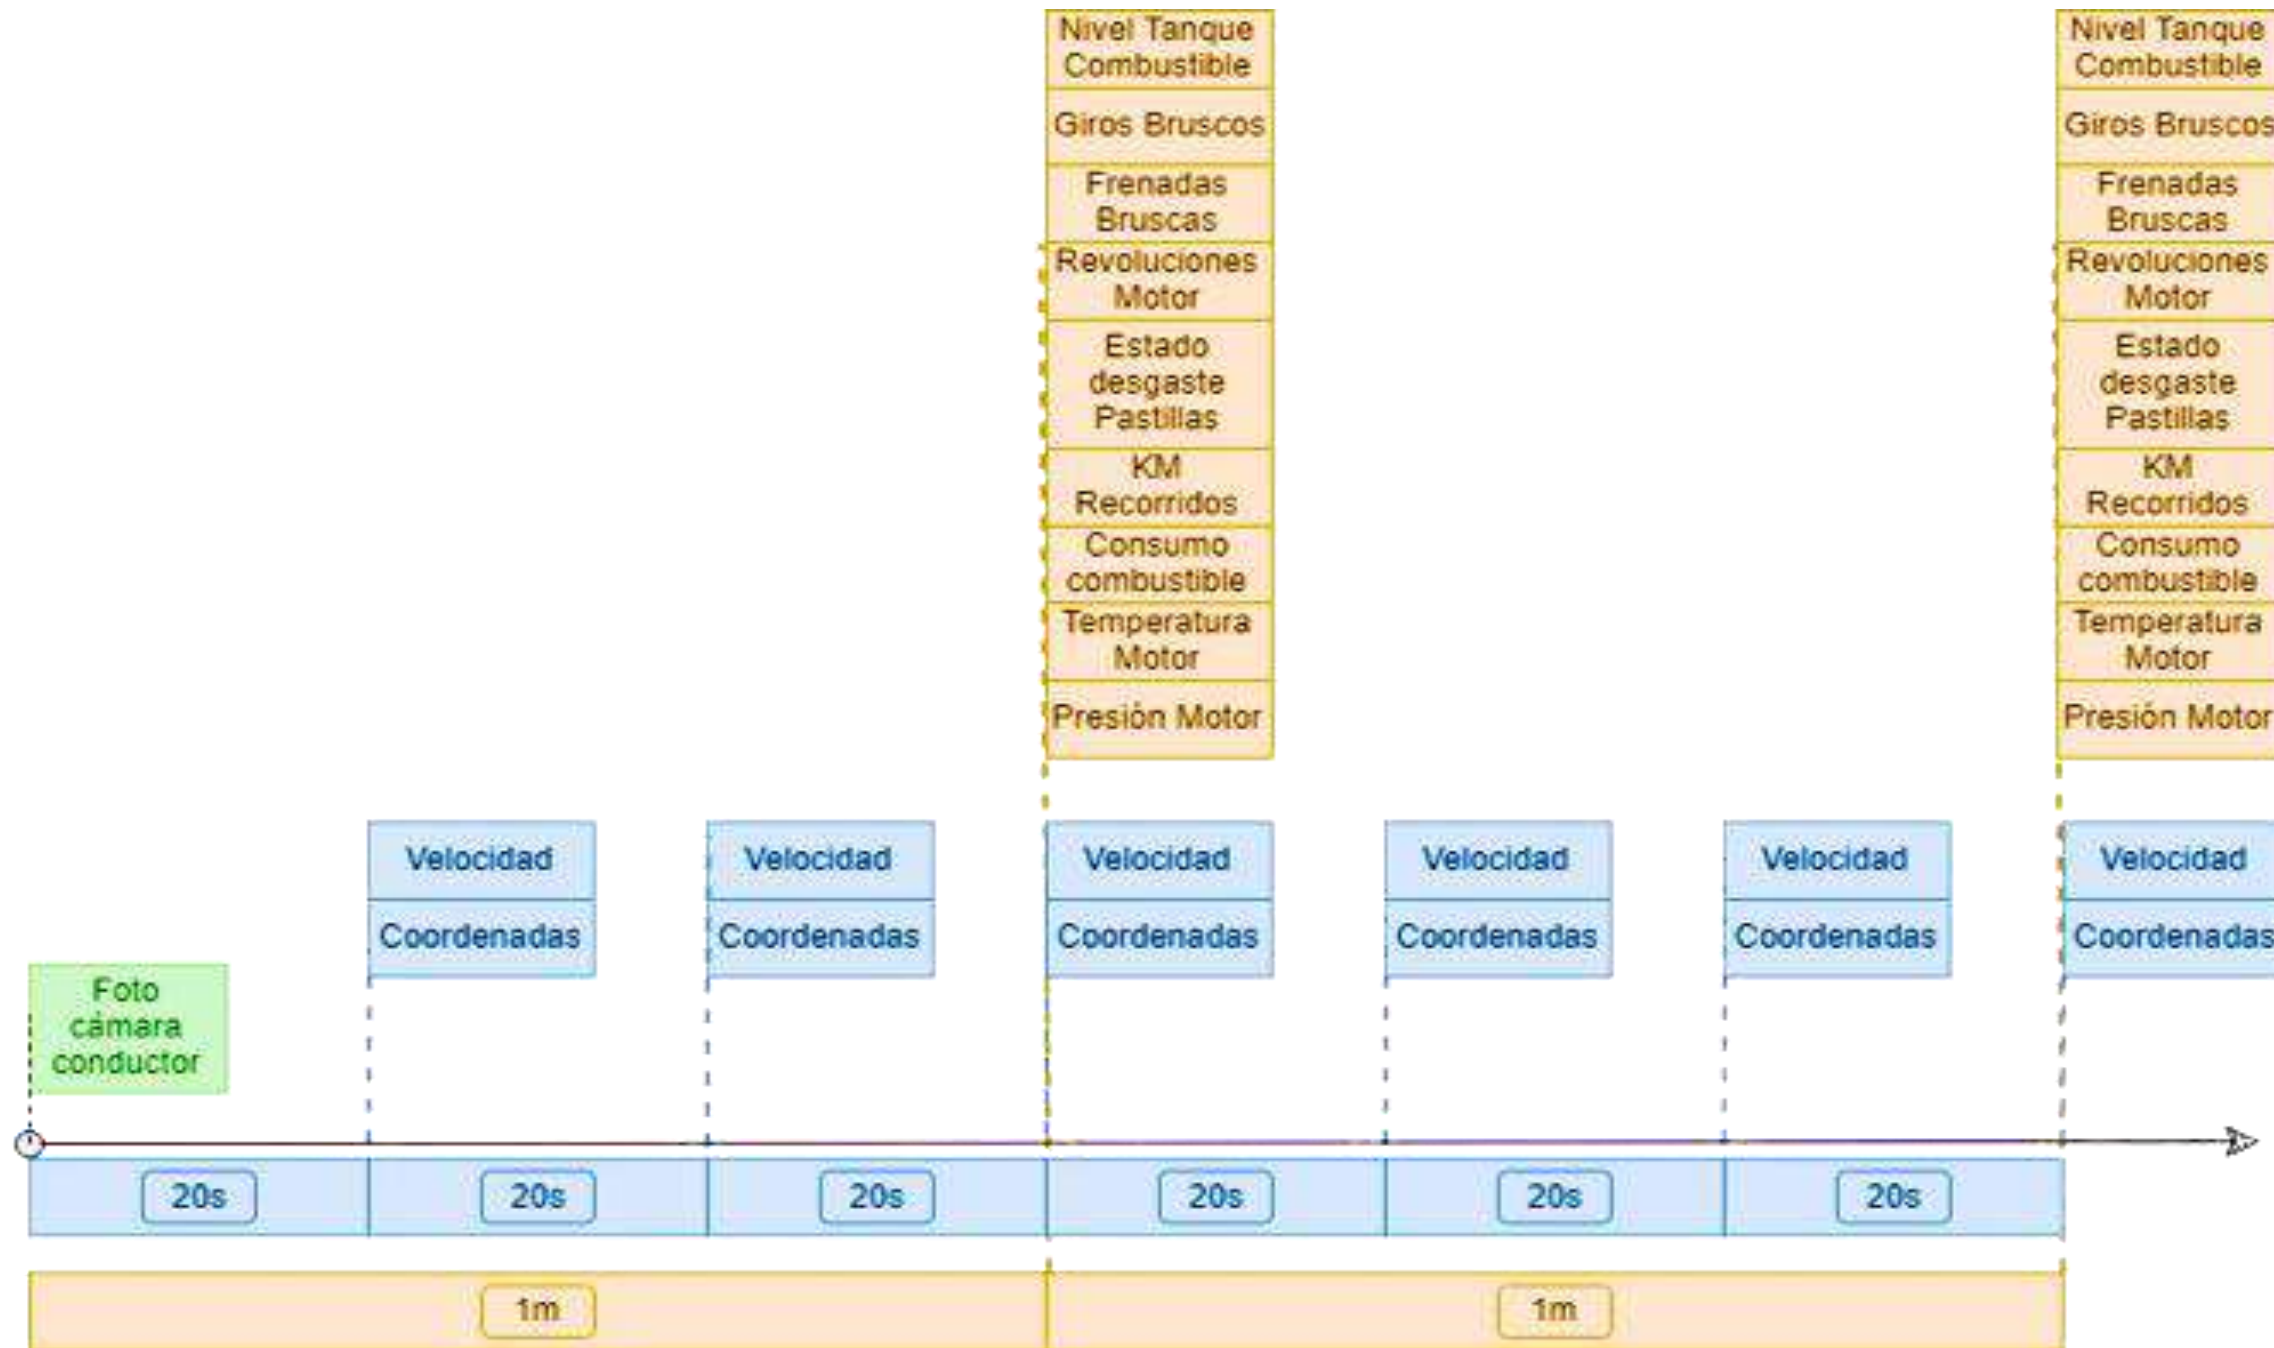 Nivel Tanque
Combustible
Giros Bruscos
Frenadas
Bruscas
Revoluciones
Motor
Estado
desgaste
Pastillas
KM
Recorridos
Consumo
combustible
Temperatura
Motor
Presión Motor
Nivel Tanque
Combustible
Giros Bruscos
Frenadas
Bruscas
Revoluciones
Motor
Estado
desgaste
Pastillas
KM
Recorridos
Consumo
combustible
Temperatura
Motor
Presión Motor
Velocidad
Coordenadas
Velocidad
Coordenadas
Velocidad
Coordenadas
Velocidad
Coordenadas
Velocidad
Coordenadas
Velocidad
Coordenadas
Foto
cámara
conductor
20s
20s
20s
20s
20s
20s
1m
1m